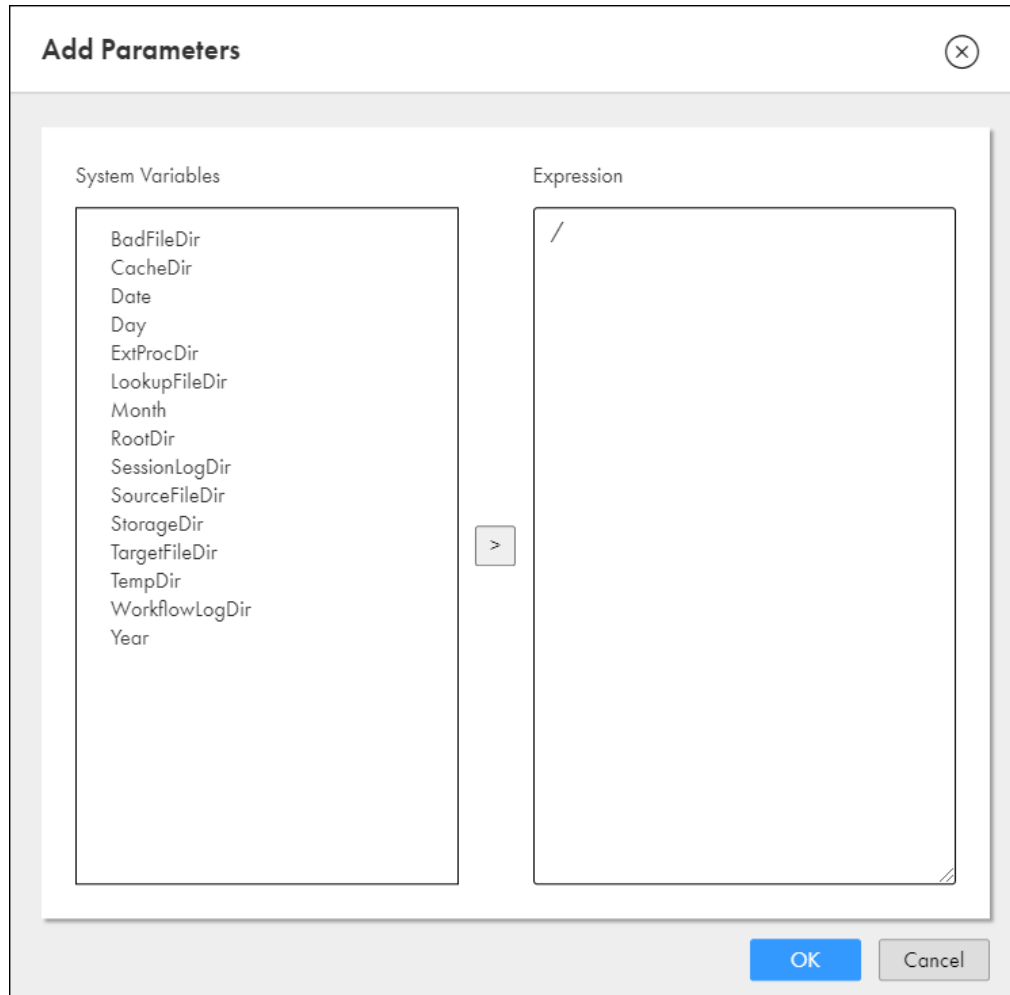 Add Parameters
System Variables
Expression
BadFileDir
CacheDir
Date
Day
ExtProcDir
LookupFileDir
Month
RootDir
SessionLogDir
SourceFileDir
StorageDir
TargetFileDir
TempDir
WorkflowLogDir
Year
>
/
OK
Cancel